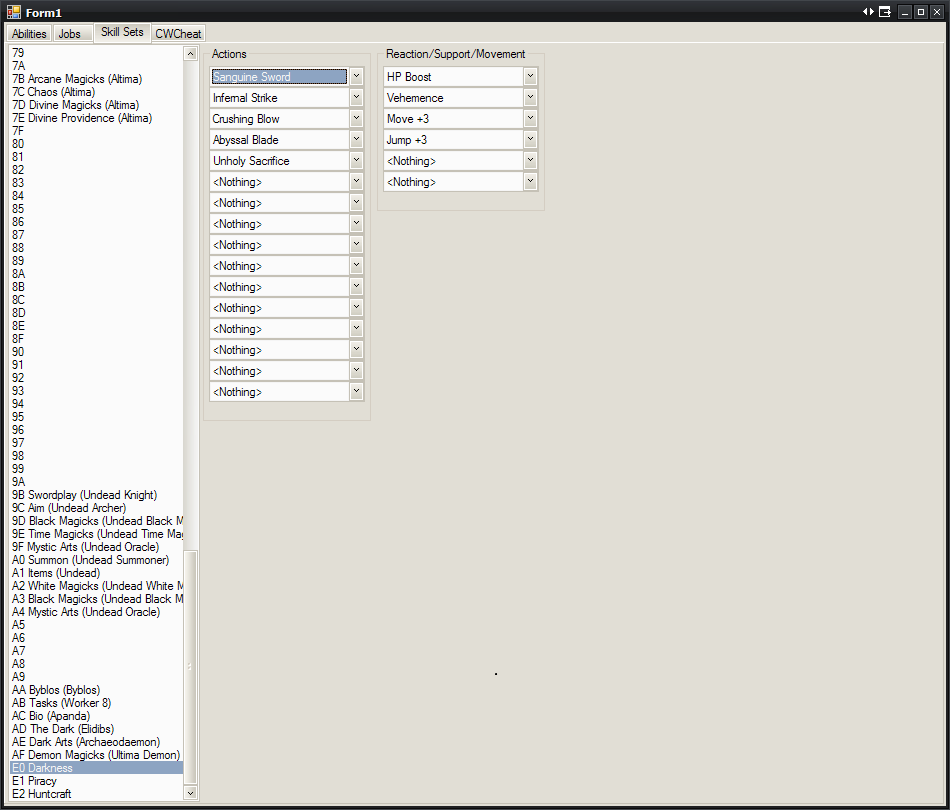 Form1
Abilities Jobs Skill Sets CWCheat
79
7A
7B Arcane Magicks (Altima)
7C Chaos (Altima)
7D Divine Magicks (Altima)
7E Divine Providence (Altima)
7F
80
81
82
83
84
85
86
87
88
89
8A
8B
8C
8D
8E
8F
90
91
92
93
94
95
96
97
98
99
9A
9B Swordplay (Undead Knight)
9C Aim (Undead Archer)
9D Black Magicks (Undead Black M
9E Time Magicks (Undead Time Ma
9F Mystic Arts (Undead Oracle)
A0 Summon (Undead Summoner)
A1 Items (Undead)
A2 White Magicks (Undead White M
A3 Black Magicks (Undead Black M
A4 Mystic Arts (Undead Oracle)
A5
A6
A7
A8
A9
AA Byblos (Byblos)
AB Tasks (Worker 8)
AC Bio (Apanda)
AD The Dark (Elidibs)
AE Dark Arts (Archaeodaemon)
AF Demon Magicks (Ultima Demon)
E0 Darkness
E1 Piracy
E2 Huntcraft
Actions
Sanguine Sword
Infernal Strike
Crushing Blow
Abyssal Blade
Unholy Sacrifice
<Nothing>
<Nothing>
<Nothing>
<Nothing>
<Nothing>
<Nothing>
<Nothing>
<Nothing>
<Nothing>
<Nothing>
<Nothing>
Reaction/Support/Movement
HP Boost
Vehemence
Move +3
Jump +3
<Nothing>
<Nothing>